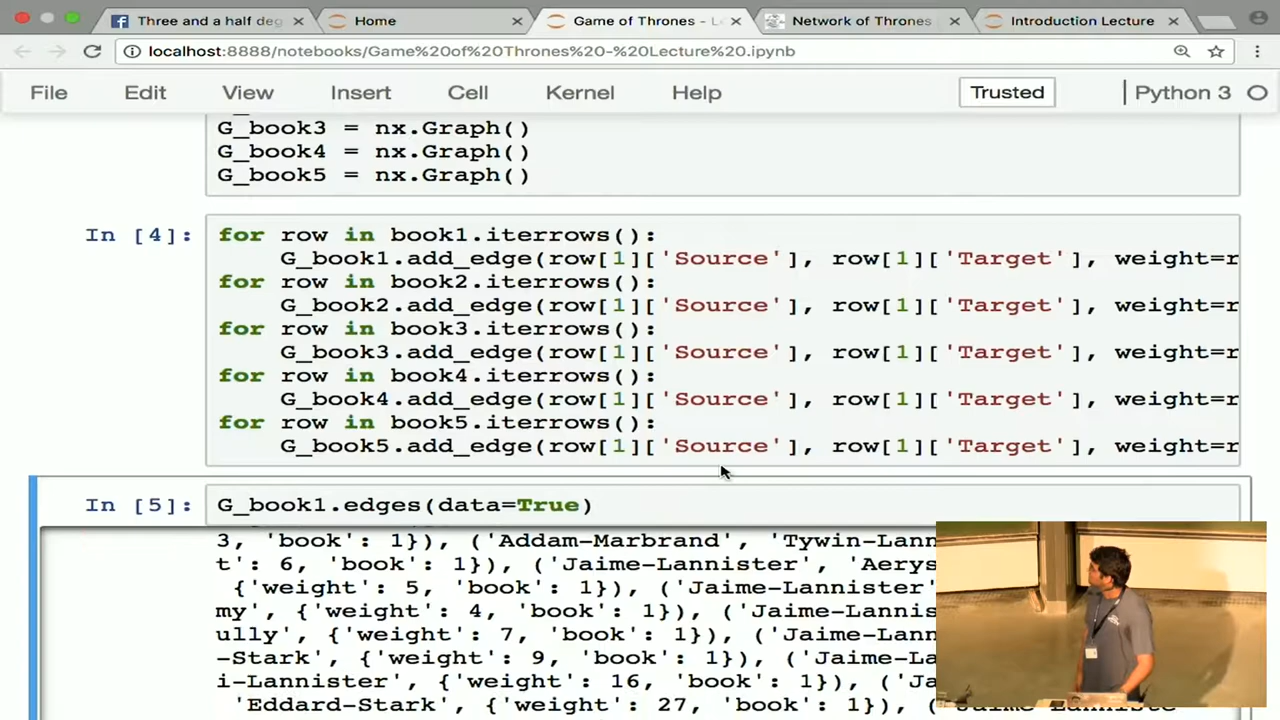 Three and a half deg
Home
Game of Thrones - Le
Network of Thrones
Introduction Lecture
localhost:8888/notebooks/Game%20of%20Thrones%20-%20Lecture%20.ipynb
File Edit View Insert Cell Kernel Help Trusted Python 3
G_book3 = nx.Graph()
G_book4 = nx.Graph()
G_book5 = nx.Graph()
In [4]:
for row in book1.iterrows():
G_book1.add_edge(row[1]['Source'], row[1]['Target'], weight=r
for row in book2.iterrows():
G_book2.add_edge(row[1]['Source'], row[1]['Target'], weight=r
for row in book3.iterrows():
G_book3.add_edge(row[1]['Source'], row[1]['Target'], weight=r
for row in book4.iterrows():
G_book4.add_edge(row[1]['Source'], row[1]['Target'], weight=r
for row in book5.iterrows():
G_book5.add_edge(row[1]['Source'], row[1]['Target'], weight=r
In [5]:
G_book1.edges(data=True)
3, 'book': 1}), ('Addam-Marbrand', 'Tywin-Lann
t': 6, 'book': 1}), ('Jaime-Lannister', 'Aerys
{'weight': 5, 'book': 1}), ('Jaime-Lannister'
my', {'weight': 4, 'book': 1}), ('Jaime-Lannis
ully', {'weight': 7, 'book': 1}), ('Jaime-Lann
-Stark', {'weight': 9, 'book': 1}), ('Jaime-La
i-Lannister', {'weight': 16, 'book': 1}), ('Ja
'Eddard-Stark', {'weight': 27, 'book': 1}), ('Jaime-Lanniste